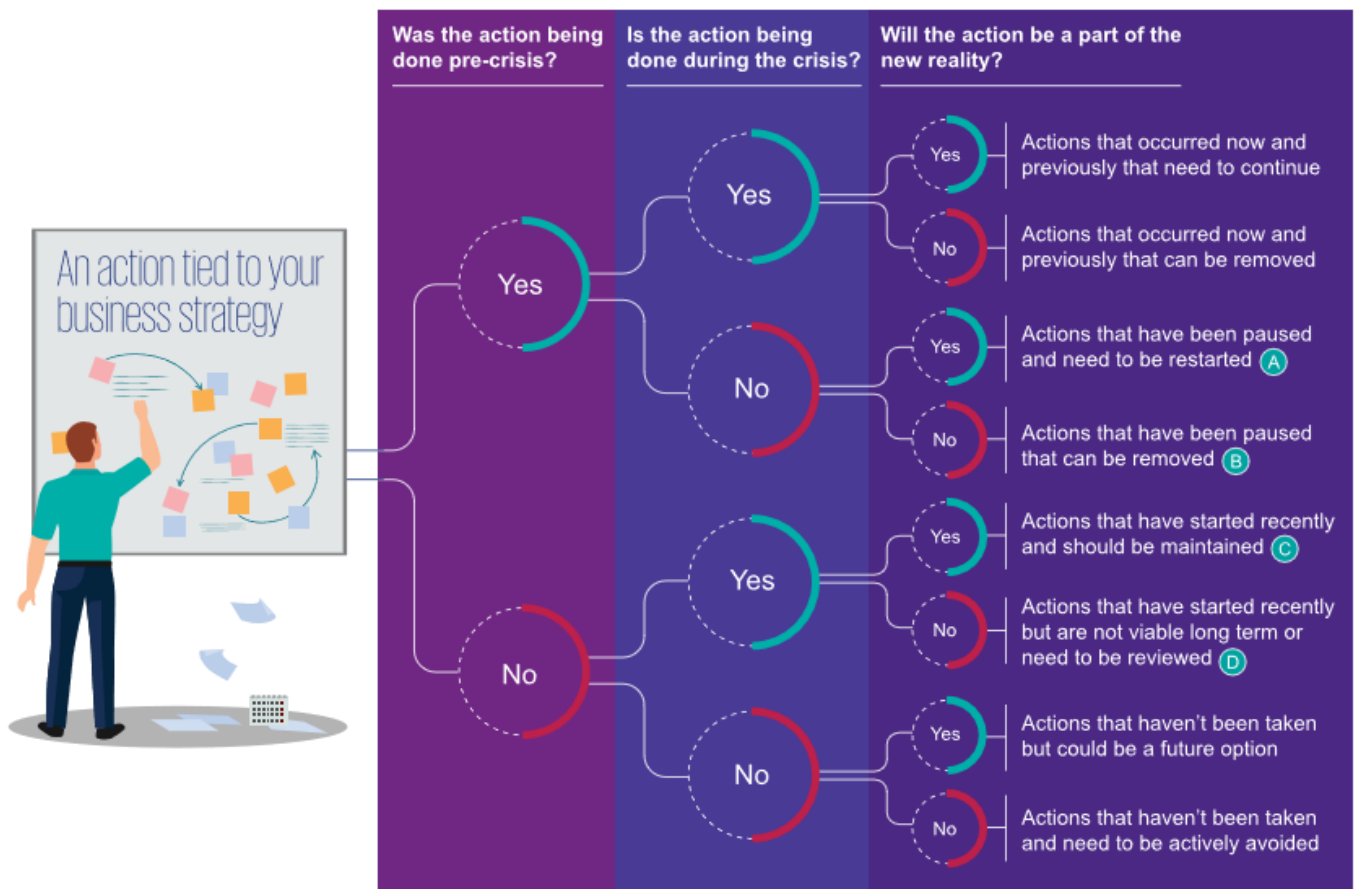 An action tied to your
business strategy
Was the action being
done pre-crisis?
Is the action being
done during the crisis?
Will the action be a part of the
new reality?
Yes
No
Yes
No
Yes
No
Yes
Actions that occurred now and
previously that need to continue
No
Actions that occurred now and
previously that can be removed
Yes
Actions that have been paused
and need to be restarted A
No
Actions that have been paused
that can be removed B
Yes
Actions that have started recently
and should be maintained C
No
Actions that have started recently
but are not viable long term or
need to be reviewed D
Yes
Actions that haven’t been taken
but could be a future option
No
Actions that haven’t been taken
and need to be actively avoided